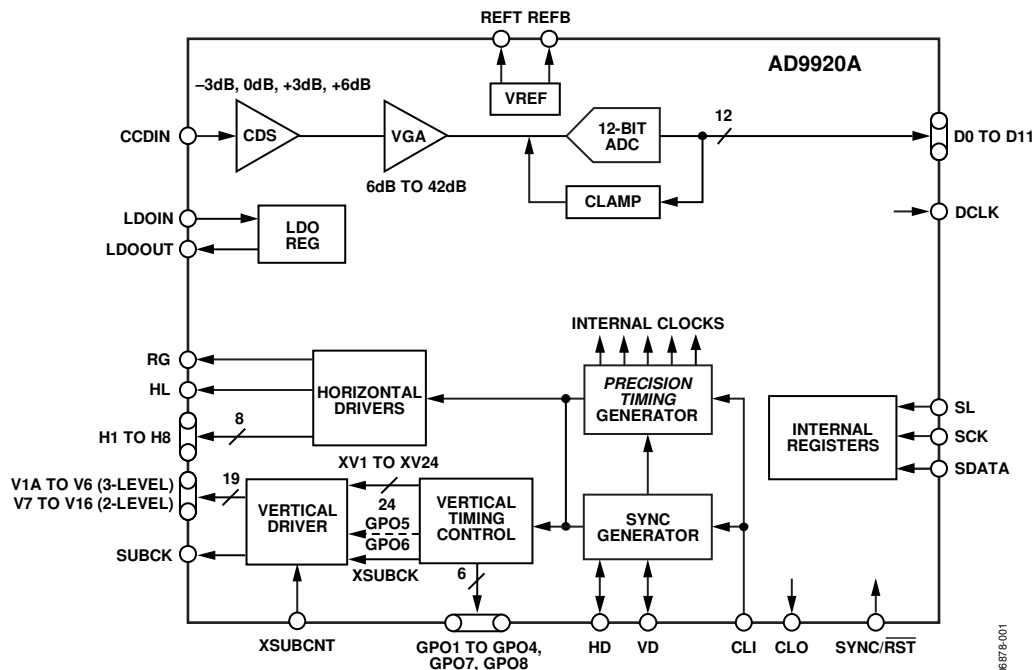 REFT REFB
AD9920A
–3dB, 0dB, +3dB, +6dB
VREF
CCDIN
CDS
VGA
12-BIT
ADC
12
D0 TO D11
6dB TO 42dB
CLAMP
LDOIN
LDO
REG
LDOOUT
DCLK
INTERNAL CLOCKS
RG
HL
HORIZONTAL
DRIVERS
PRECISION
TIMING
GENERATOR
H1 TO H8
8
INTERNAL
REGISTERS
SL
SCK
SDATA
XV1 TO XV24
V1A TO V6 (3-LEVEL)
V7 TO V16 (2-LEVEL)
19
24
VERTICAL
DRIVER
GPO5
GPO6
VERTICAL
TIMING
CONTROL
SYNC
GENERATOR
SUBCK
XSUBCK
6
XSUBCNT
GPO1 TO GPO4,
GPO7, GPO8
HD
VD
CLI
CLO
SYNC/RST
06878-001